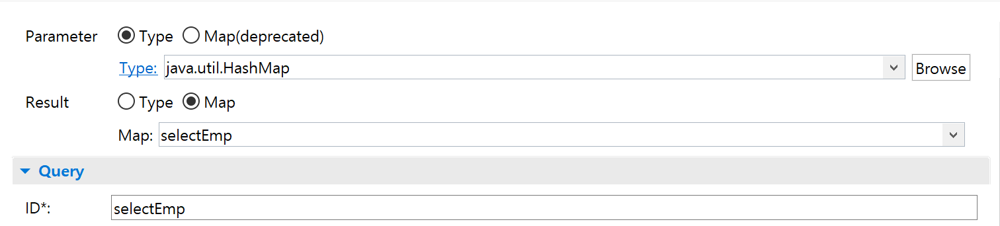 Parameter Type Map(deprecated)
Type: java.util.HashMap Browse
Result Type Map
Map: selectEmp
Query
ID*: selectEmp